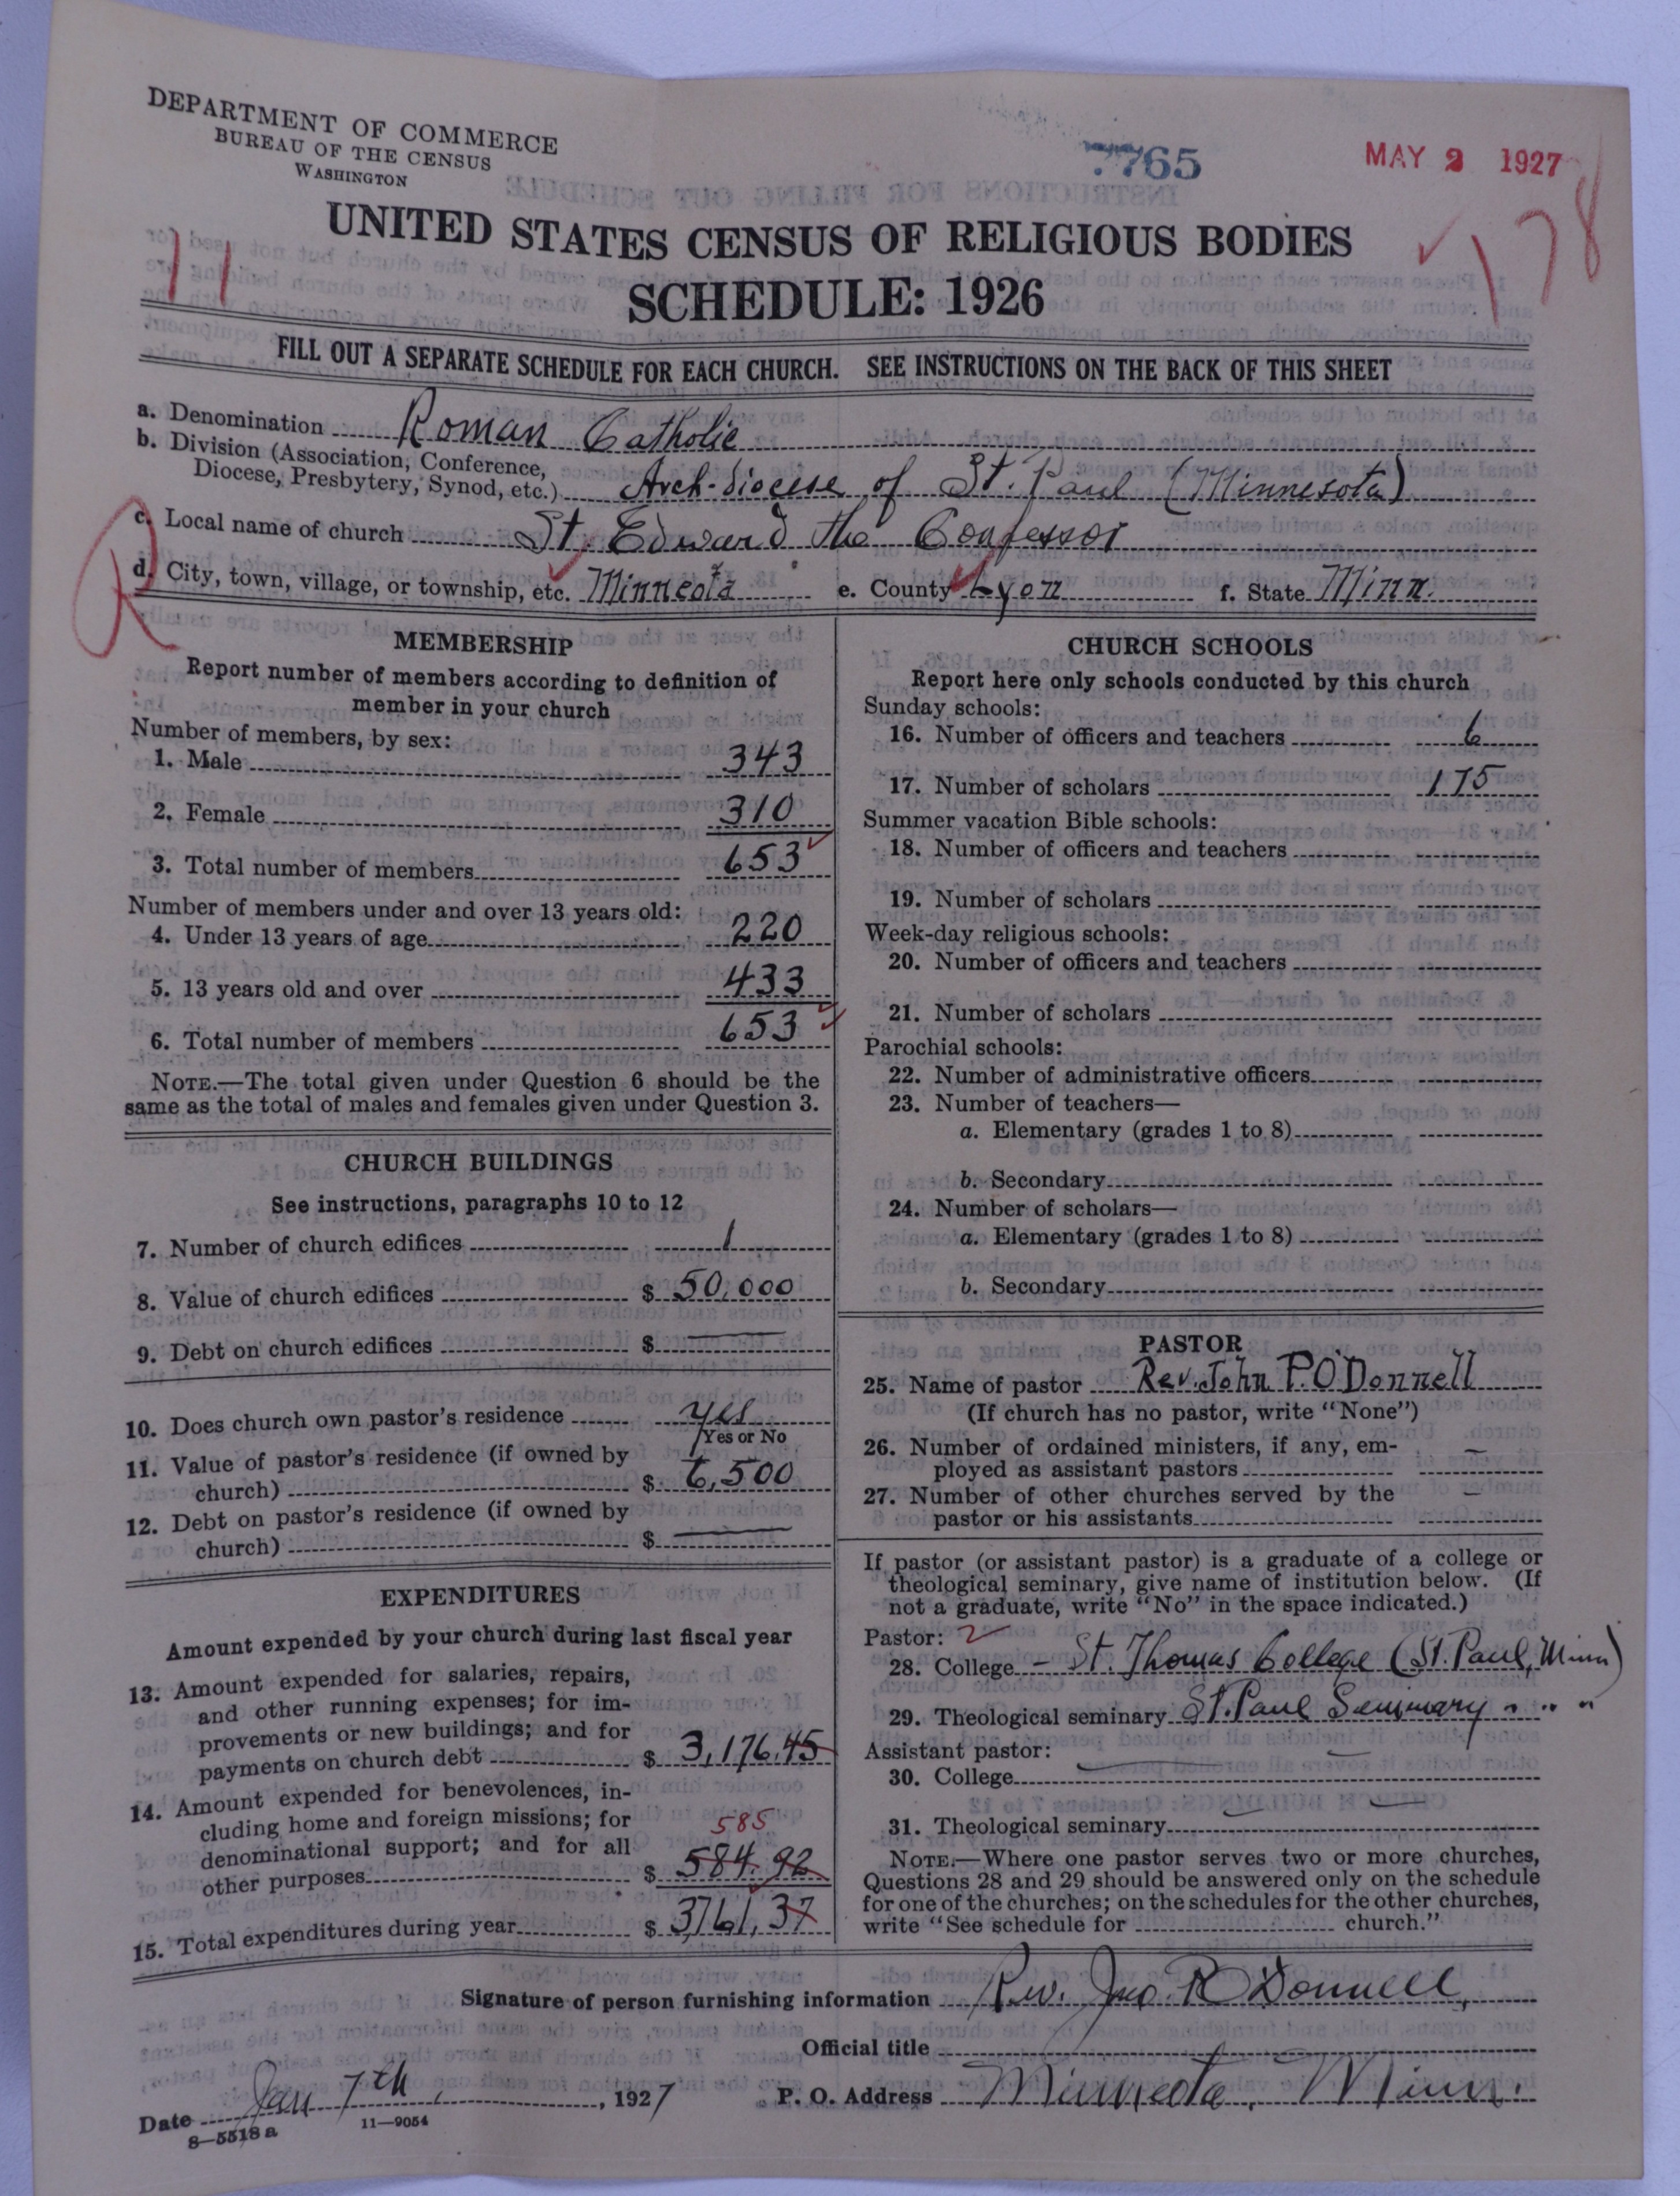 DEPARTMENT OF COMMERCE
BUREAU OF THE CENSUS
WASHINGTON
7765
MAY 2 1927
11
178
UNITED STATES CENSUS OF RELIGIOUS BODIES
SCHEDULE: 1926
FILL OUT A SEPARATE SCHEDULE FOR EACH CHURCH. SEE INSTRUCTIONS ON THE BACK OF THIS SHEET
a. Denomination Roman Catholic
b. Division (Association, Conference,
Diocese, Presbytery, Synod, etc.) Arch-diocese of St. Paul (Minnesota)
c. Local name of church St. Edward the Confessor
R
d. City, town, village, or township, etc. Minneota e. County Lyon f. State Minn.
MEMBERSHIP
Report number of members according to definition of
member in your church
Number of members, by sex:
1. Male 343
2. Female 310
3. Total number of members 653
Number of members under and over 13 years old:
4. Under 13 years of age 220
5. 13 years old and over 433
6. Total number of members 653
NOTE.—The total given under Question 6 should be the
same as the total of males and females given under Question 3.
CHURCH BUILDINGS
See instructions, paragraphs 10 to 12
7. Number of church edifices 1
8. Value of church edifices $ 50,000
9. Debt on church edifices $ —
10. Does church own pastor's residence yes
Yes or No
11. Value of pastor's residence (if owned by
church) $ 6,500
12. Debt on pastor's residence (if owned by
church) $ —
EXPENDITURES
Amount expended by your church during last fiscal year
13. Amount expended for salaries, repairs,
and other running expenses; for im-
provements or new buildings; and for
payments on church debt $ 3,176.45
14. Amount expended for benevolences, in-
cluding home and foreign missions; for
585
denominational support; and for all
other purposes $ 584.92
15. Total expenditures during year $ 3,761.37
CHURCH SCHOOLS
Report here only schools conducted by this church
Sunday schools:
16. Number of officers and teachers 6
17. Number of scholars 175
Summer vacation Bible schools:
18. Number of officers and teachers
19. Number of scholars
Week-day religious schools:
20. Number of officers and teachers
21. Number of scholars
Parochial schools:
22. Number of administrative officers
23. Number of teachers—
a. Elementary (grades 1 to 8)
b. Secondary
24. Number of scholars—
a. Elementary (grades 1 to 8)
b. Secondary
PASTOR
25. Name of pastor Rev. John P. O'Donnell
(If church has no pastor, write "None")
26. Number of ordained ministers, if any, em-
ployed as assistant pastors —
27. Number of other churches served by the
pastor or his assistants —
If pastor (or assistant pastor) is a graduate of a college or
theological seminary, give name of institution below. (If
not a graduate, write "No" in the space indicated.)
Pastor: 2
28. College - St. Thomas College (St. Paul, Minn)
29. Theological seminary St. Paul Seminary " " "
Assistant pastor:
30. College —
31. Theological seminary —
NOTE.—Where one pastor serves two or more churches,
Questions 28 and 29 should be answered only on the schedule
for one of the churches; on the schedules for the other churches,
write "See schedule for church."
Signature of person furnishing information Rev. Jno. P. O'Donnell
Official title
Date Jan 7th, 1927 P. O. Address Minneota, Minn.
8—5518 a 11—9054